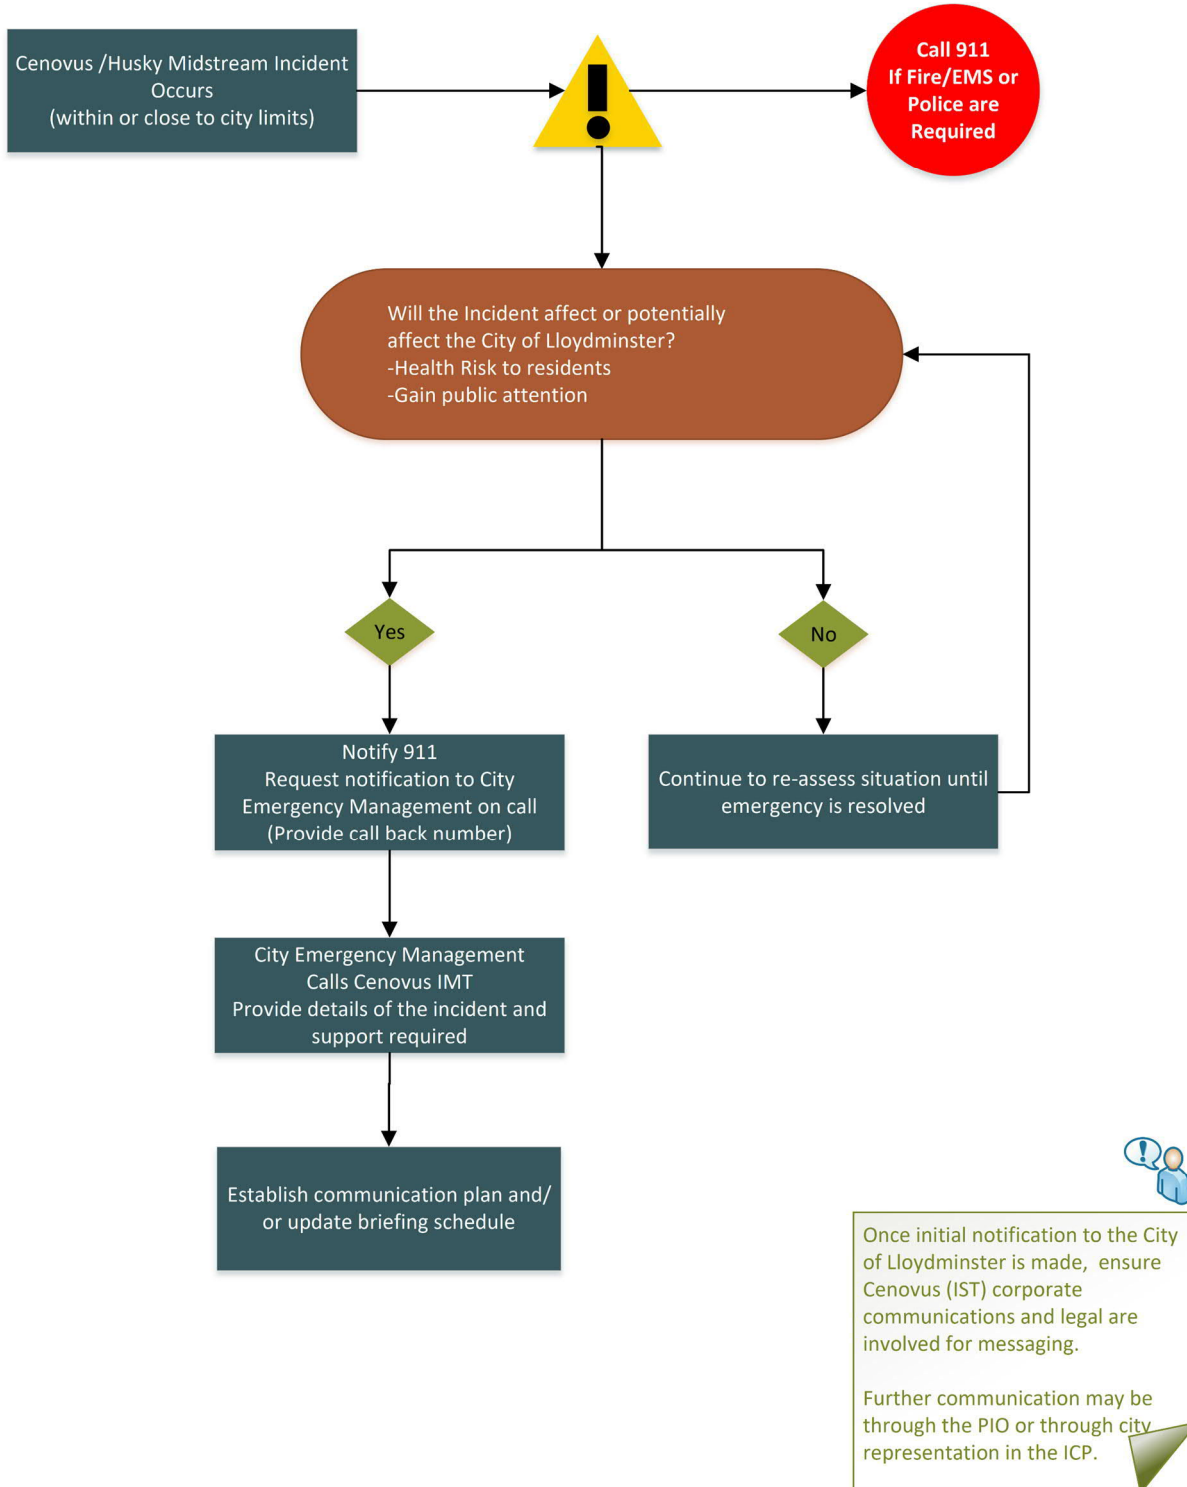 Cenovus /Husky Midstream Incident
Occurs
(within or close to city limits)
Call 911
If Fire/EMS or
Police are
Required
Will the Incident affect or potentially
affect the City of Lloydminster?
-Health Risk to residents
-Gain public attention
Yes
No
Notify 911
Request notification to City
Emergency Management on call
(Provide call back number)
Continue to re-assess situation until
emergency is resolved
City Emergency Management
Calls Cenovus IMT
Provide details of the incident and
support required
Establish communication plan and/
or update briefing schedule
Once initial notification to the City
of Lloydminster is made,  ensure
Cenovus (IST) corporate
communications and legal are
involved for messaging.
Further communication may be
through the PIO or through city
representation in the ICP.